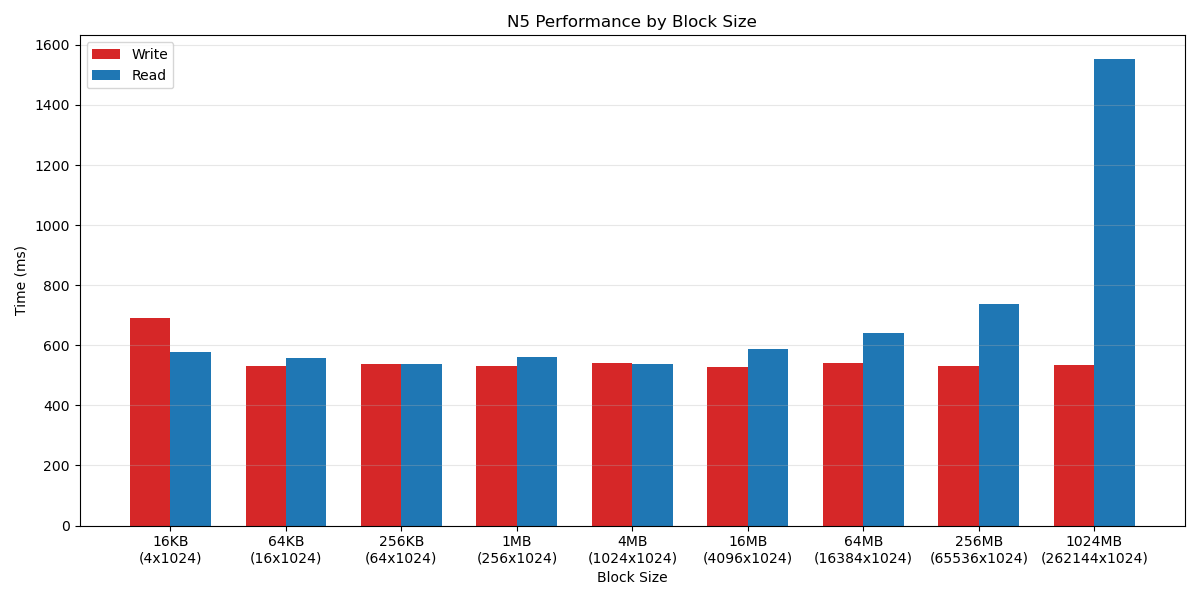 N5 Performance by Block Size
Write
Read
Time (ms)
1600
1400
1200
1000
800
600
400
200
0
16KB
(4x1024)
64KB
(16x1024)
256KB
(64x1024)
1MB
(256x1024)
4MB
(1024x1024)
16MB
(4096x1024)
64MB
(16384x1024)
256MB
(65536x1024)
1024MB
(262144x1024)
Block Size